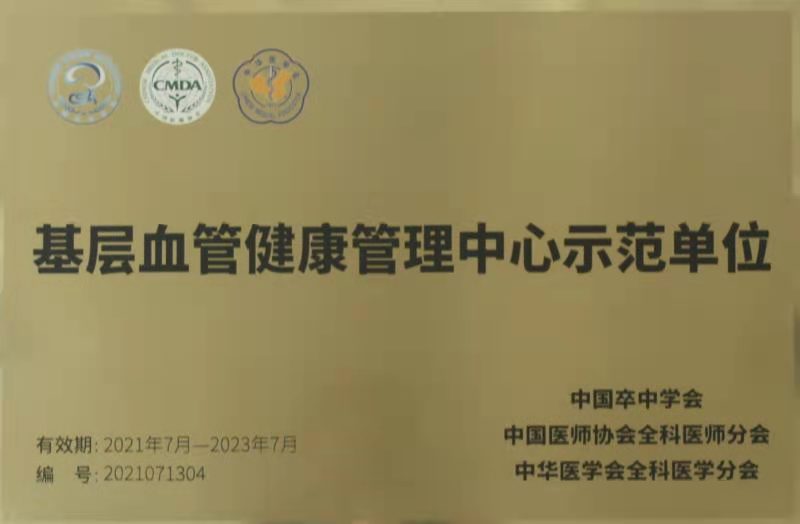 CMDA
基层血管健康管理中心示范单位
中国卒中学会
中国医师协会全科医师分会
中华医学会全科医学分会
有效期: 2021年7月—2023年7月
编　号: 2021071304